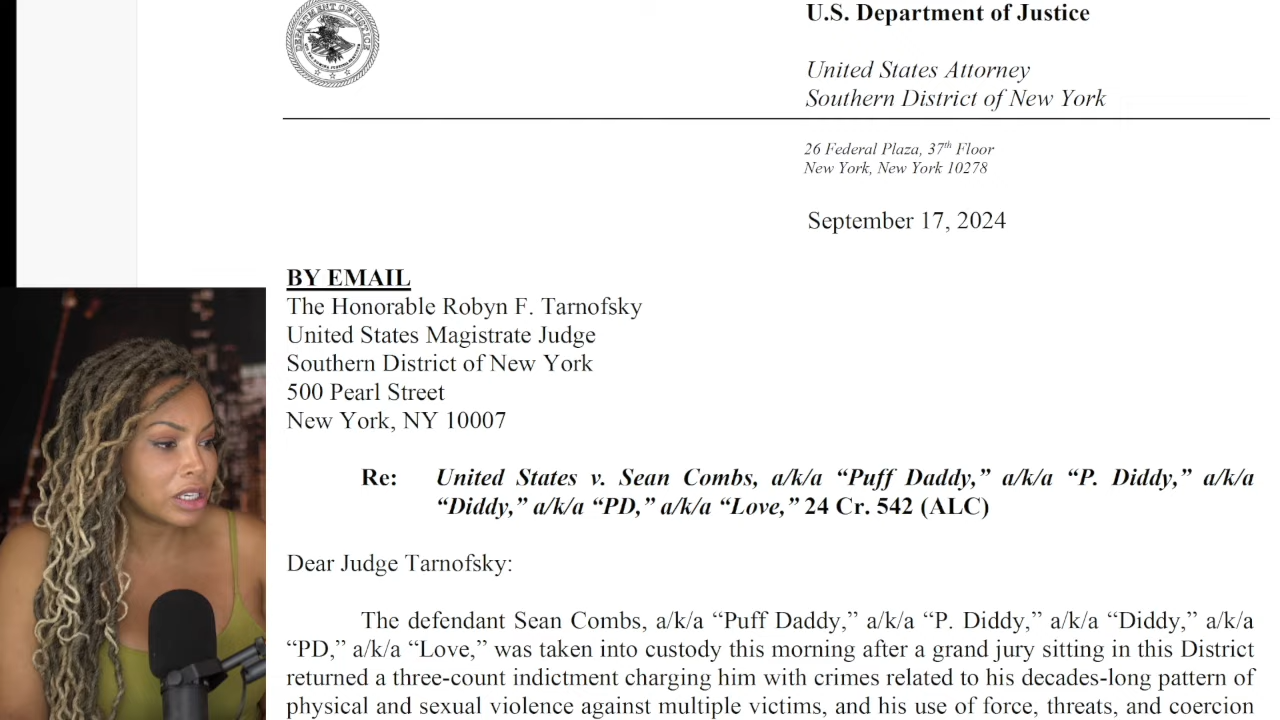 U.S. Department of Justice
United States Attorney
Southern District of New York
26 Federal Plaza, 37th Floor
New York, New York 10278
September 17, 2024
BY EMAIL
The Honorable Robyn F. Tarnofsky
United States Magistrate Judge
Southern District of New York
500 Pearl Street
New York, NY 10007
Re: United States v. Sean Combs, a/k/a “Puff Daddy,” a/k/a “P. Diddy,” a/k/a
“Diddy,” a/k/a “PD,” a/k/a “Love,” 24 Cr. 542 (ALC)
Dear Judge Tarnofsky:
The defendant Sean Combs, a/k/a “Puff Daddy,” a/k/a “P. Diddy,” a/k/a “Diddy,” a/k/a
“PD,” a/k/a “Love,” was taken into custody this morning after a grand jury sitting in this District
returned a three-count indictment charging him with crimes related to his decades-long pattern of
physical and sexual violence against multiple victims, and his use of force, threats, and coercion